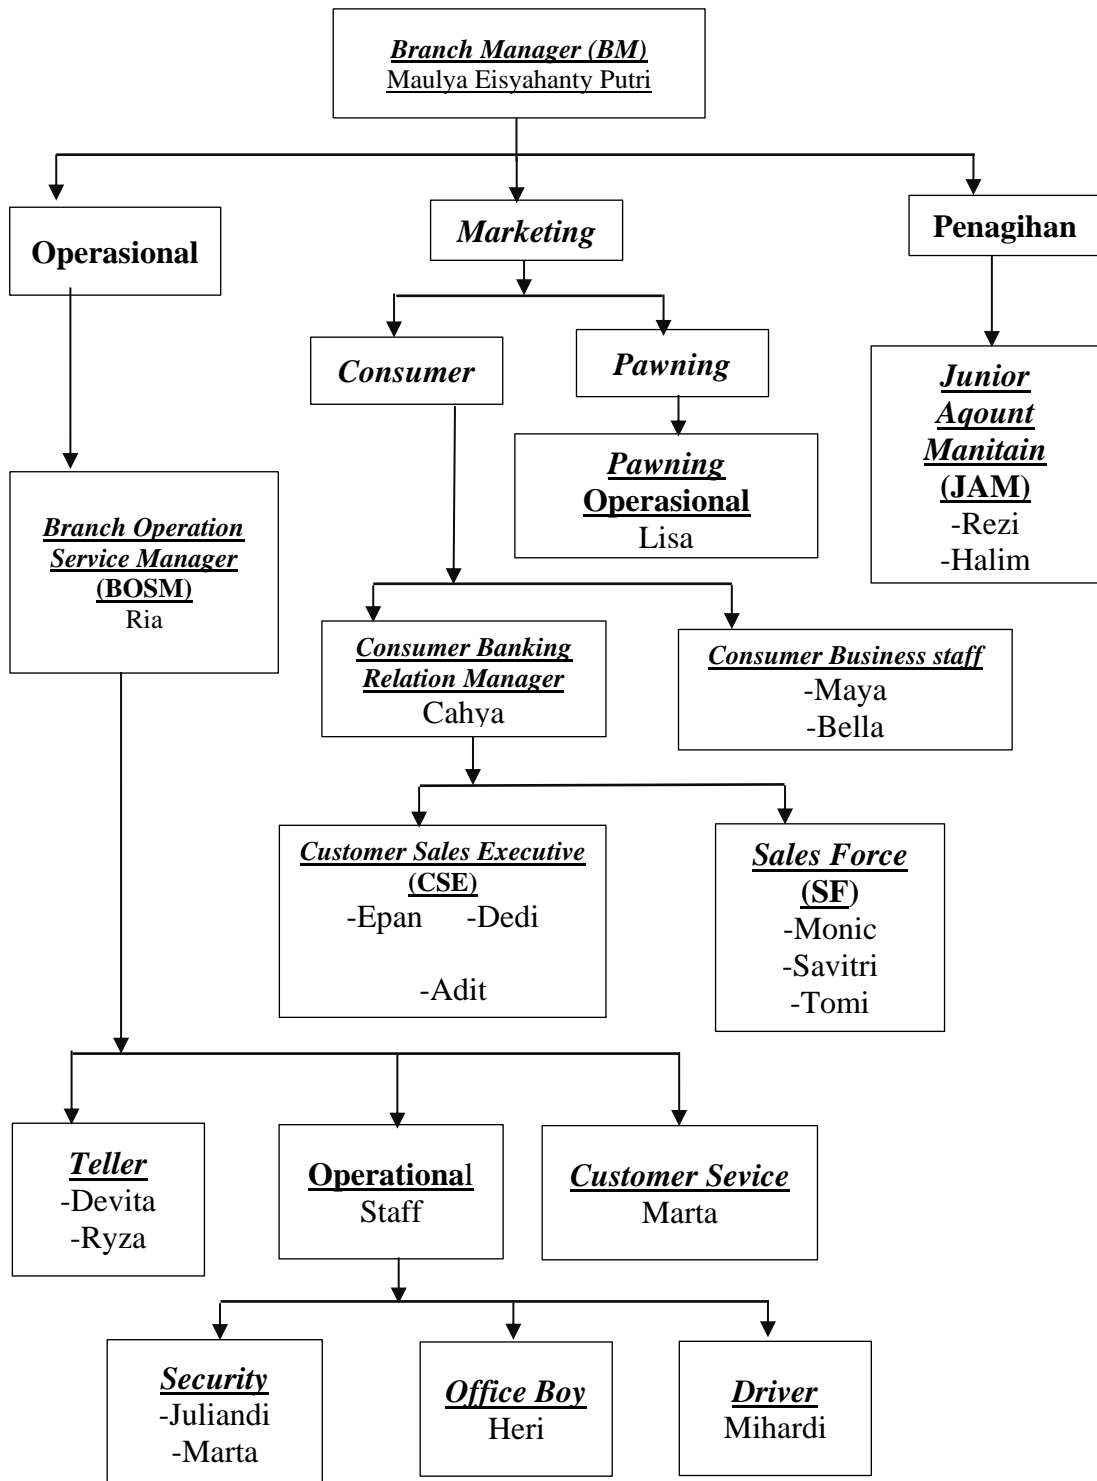 Branch Manager (BM)
Maulya Eisyahanty Putri
Operasional
Marketing
Penagihan
Consumer
Pawning
Junior
Aqount
Manitain
(JAM)
-Rezi
-Halim
Pawning
Operasional
Lisa
Branch Operation
Service Manager
(BOSM)
Ria
Consumer Banking
Relation Manager
Cahya
Consumer Business staff
-Maya
-Bella
Customer Sales Executive
(CSE)
-Epan -Dedi
-Adit
Sales Force
(SF)
-Monic
-Savitri
-Tomi
Teller
-Devita
-Ryza
Operational
Staff
Customer Sevice
Marta
Security
-Juliandi
-Marta
Office Boy
Heri
Driver
Mihardi